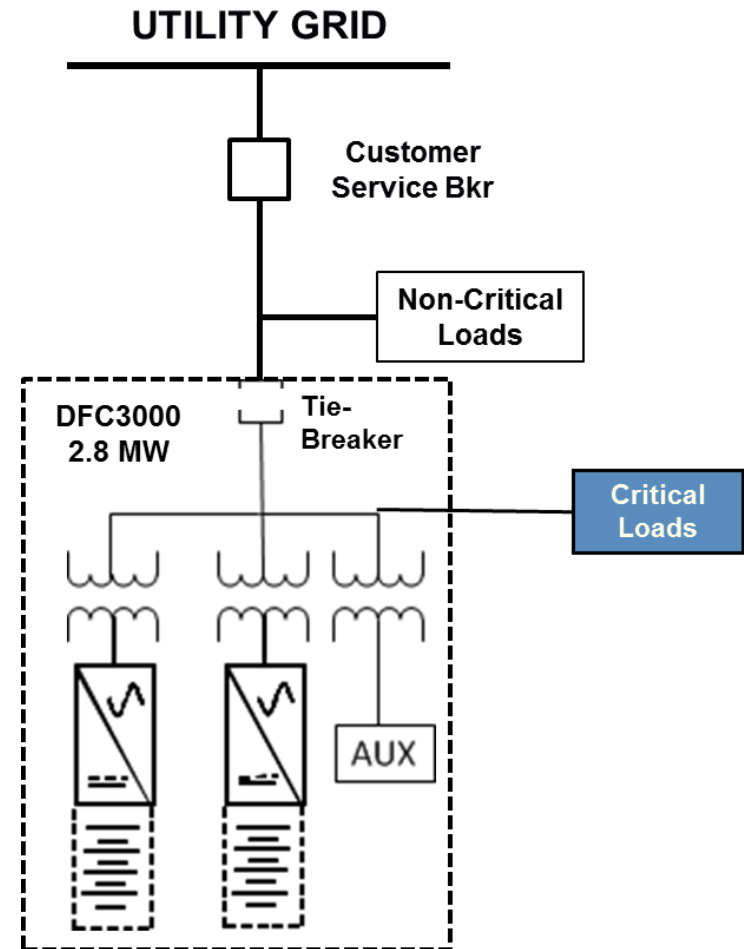 UTILITY GRID
Customer
Service Bkr
Non-Critical
Loads
DFC3000
2.8 MW
Tie-
Breaker
Critical
Loads
AUX